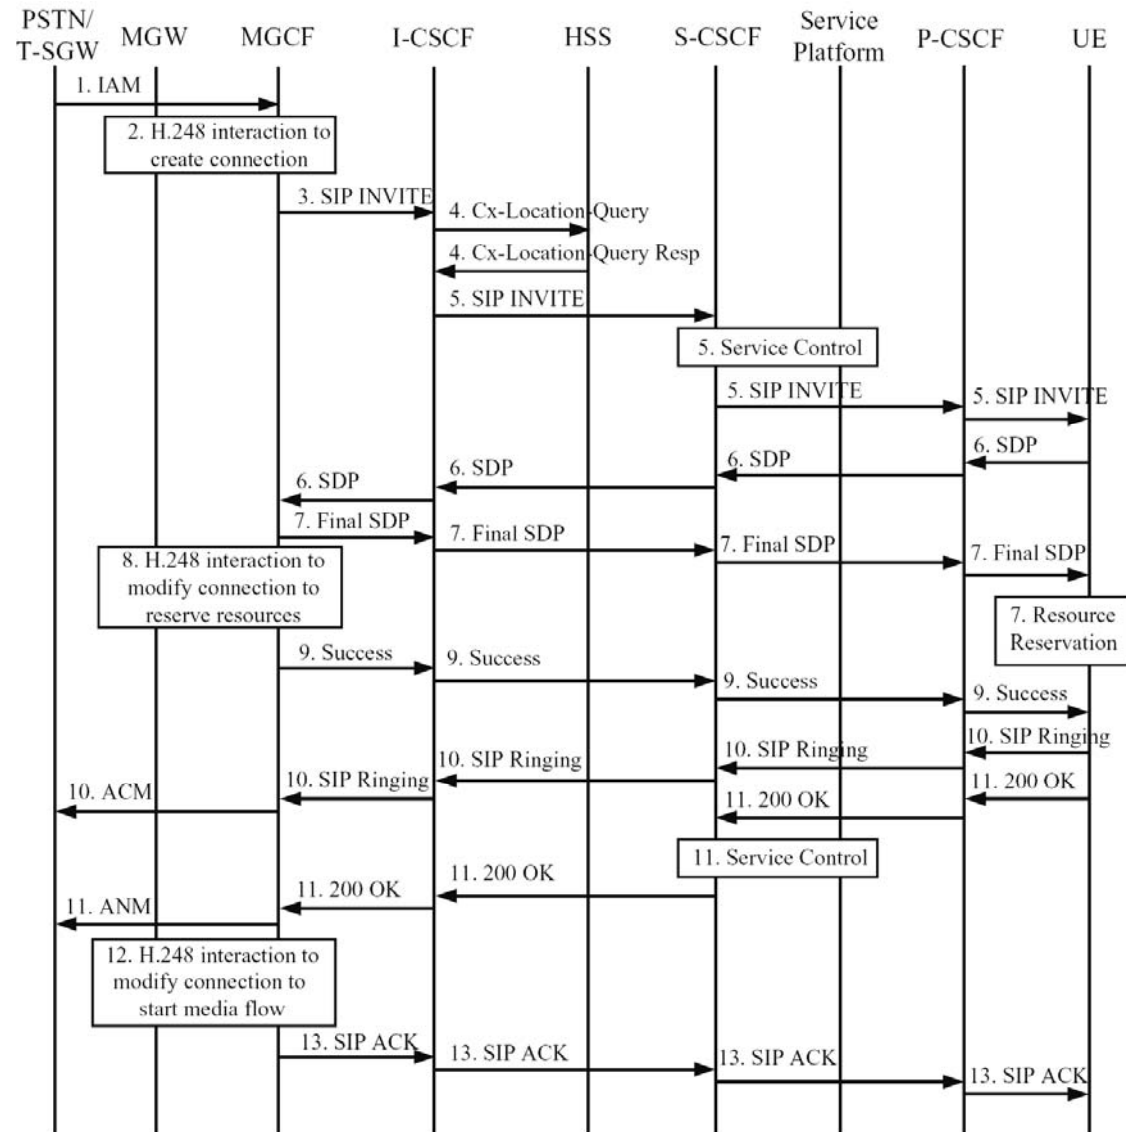 PSTN/
T-SGW
MGW
MGCF
I-CSCF
HSS
S-CSCF
Service
Platform
P-CSCF
UE
1. IAM
2. H.248 interaction to
create connection
3. SIP INVITE
4. Cx-Location-Query
4. Cx-Location-Query Resp
5. SIP INVITE
5. Service Control
5. SIP INVITE
5. SIP INVITE
6. SDP
6. SDP
6. SDP
6. SDP
7. Final SDP
7. Final SDP
7. Final SDP
7. Final SDP
8. H.248 interaction to
modify connection to
reserve resources
7. Resource
Reservation
9. Success
9. Success
9. Success
9. Success
10. SIP Ringing
10. SIP Ringing
10. SIP Ringing
10. SIP Ringing
10. ACM
11. 200 OK
11. 200 OK
11. Service Control
11. 200 OK
11. 200 OK
11. ANM
12. H.248 interaction to
modify connection to
start media flow
13. SIP ACK
13. SIP ACK
13. SIP ACK
13. SIP ACK